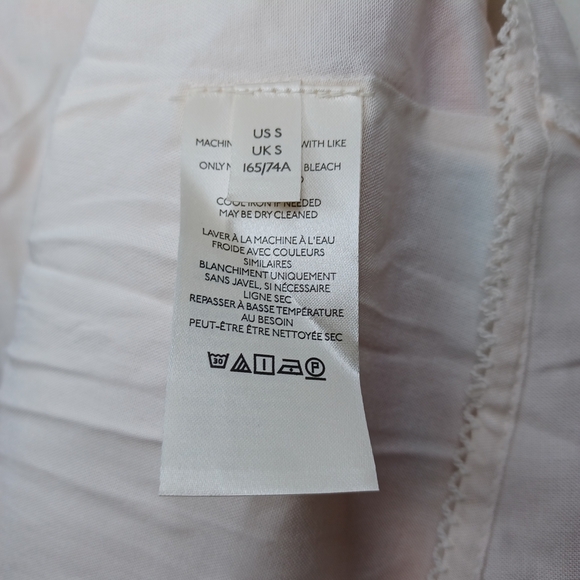 US S
UK S
165/74A
MACHIN WITH LIKE
ONLY BLEACH
COOL IRON IF NEEDED
MAY BE DRY CLEANED
LAVER À LA MACHINE À L'EAU
FROIDE AVEC COULEURS
SIMILAIRES
BLANCHIMENT UNIQUEMENT
SANS JAVEL, SI NÉCESSAIRE
LIGNE SEC
REPASSER À BASSE TEMPÉRATURE
AU BESOIN
PEUT-ÊTRE ÊTRE NETTOYÉE SEC
30 P